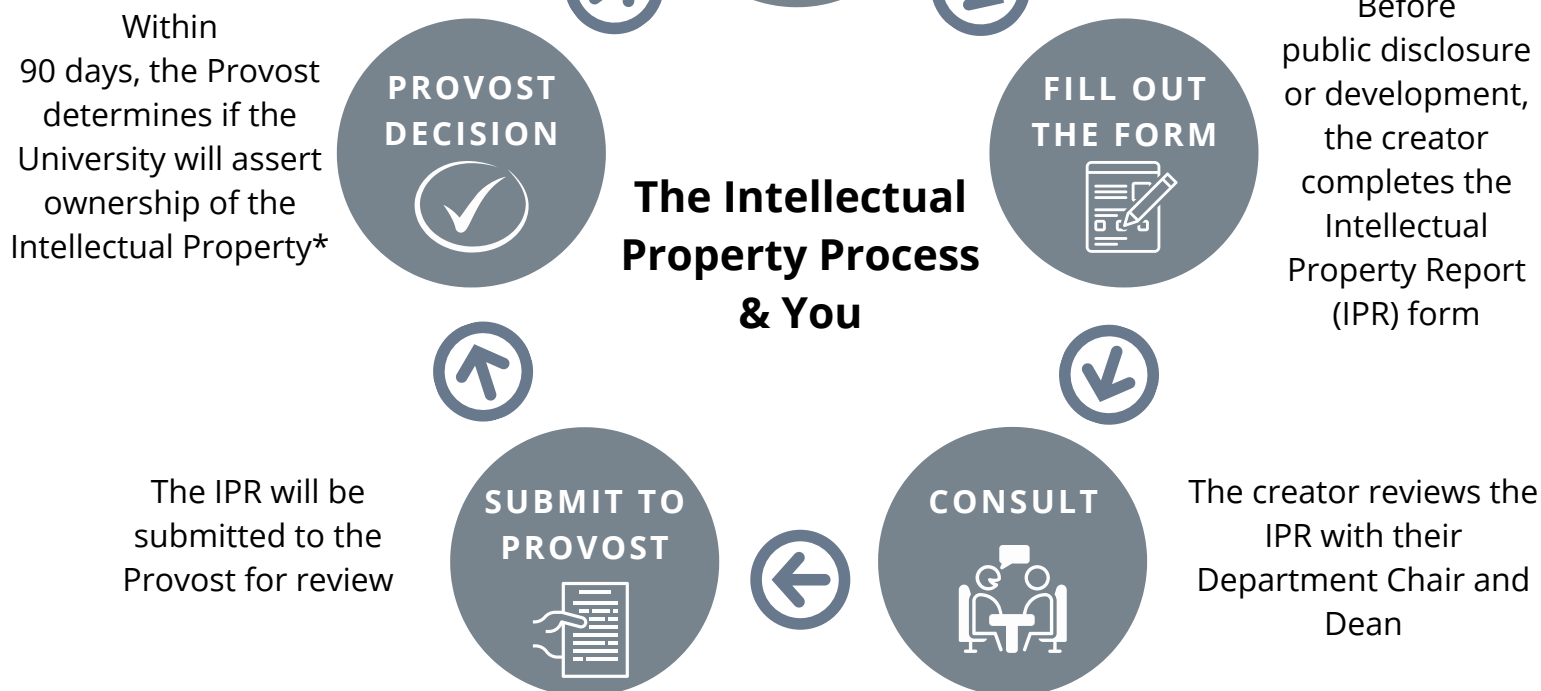 Within
90 days, the Provost
determines if the
University will assert
ownership of the
Intellectual Property*
PROVOST
DECISION
The Intellectual
Property Process
& You
FILL OUT
THE FORM
Before
public disclosure
or development,
the creator
completes the
Intellectual
Property Report
(IPR) form
The IPR will be
submitted to the
Provost for review
SUBMIT TO
PROVOST
CONSULT
The creator reviews the
IPR with their
Department Chair and
Dean